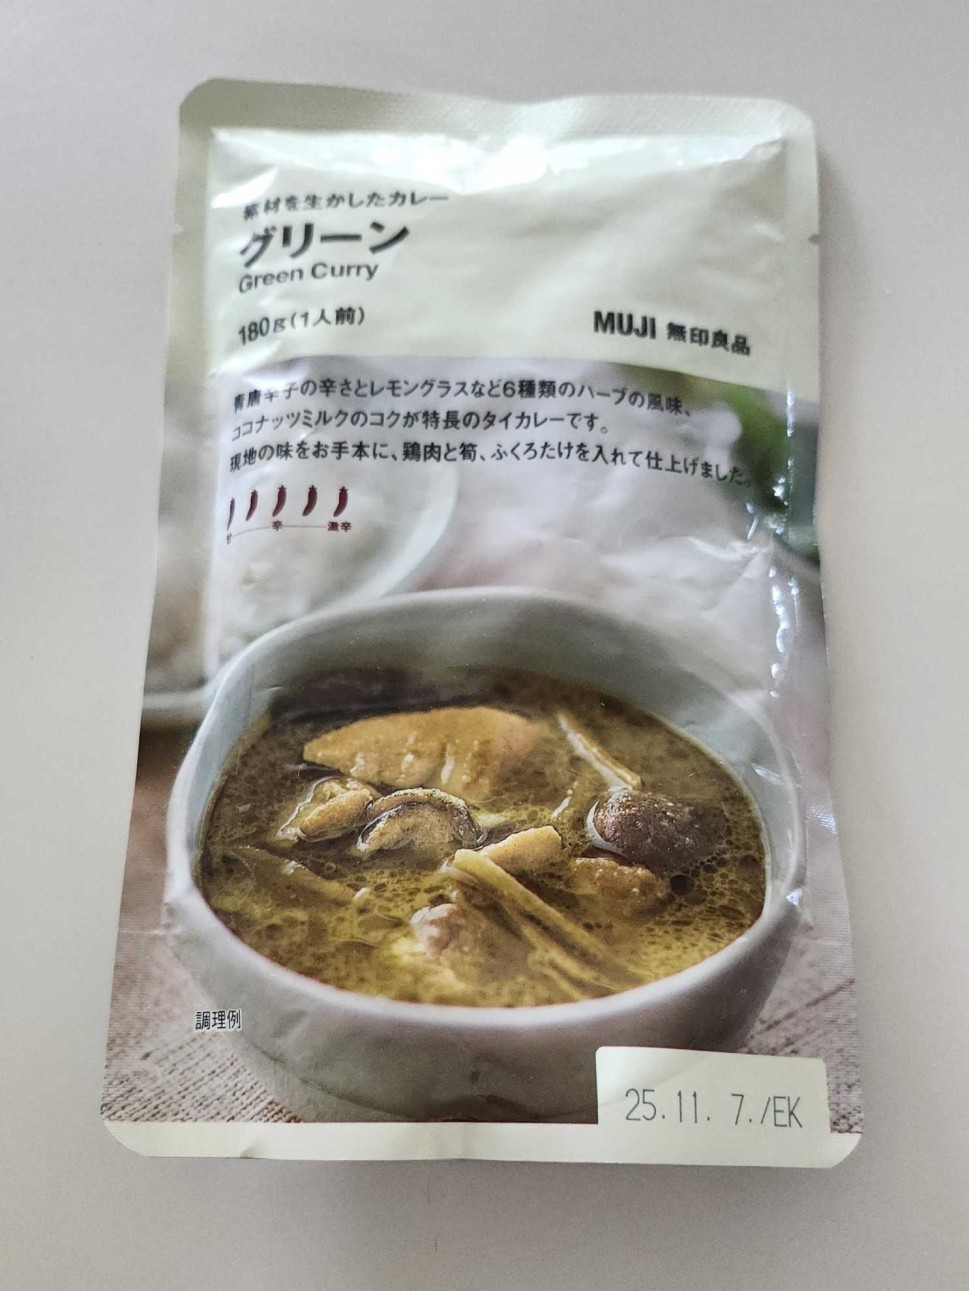 素材を生かしたカレー
グリーン
Green Curry
180g(1人前)
MUJI 無印良品
青唐辛子の辛さとレモングラスなど6種類のハーブの風味、
ココナッツミルクのコクが特長のタイカレーです。
現地の味をお手本に、鶏肉と筍、ふくろたけを入れて仕上げました。
辛 激辛
調理例
25.11. 7./EK